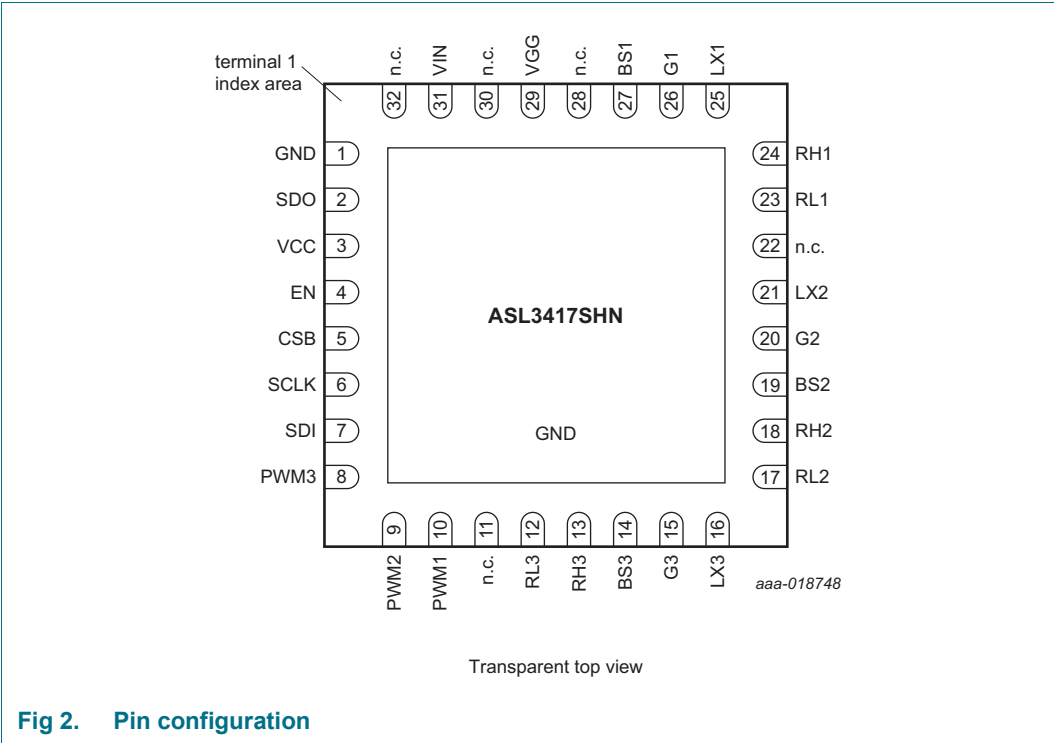 terminal 1
index area
n.c.
VIN
n.c.
VGG
n.c.
BS1
G1
LX1
32
31
30
29
28
27
26
25
GND 1
SDO 2
VCC 3
EN 4
CSB 5
SCLK 6
SDI 7
PWM3 8
24 RH1
23 RL1
22 n.c.
21 LX2
20 G2
19 BS2
18 RH2
17 RL2
ASL3417SHN
GND
9
10
11
12
13
14
15
16
PWM2
PWM1
n.c.
RL3
RH3
BS3
G3
LX3
aaa-018748
Transparent top view
Fig 2. Pin configuration